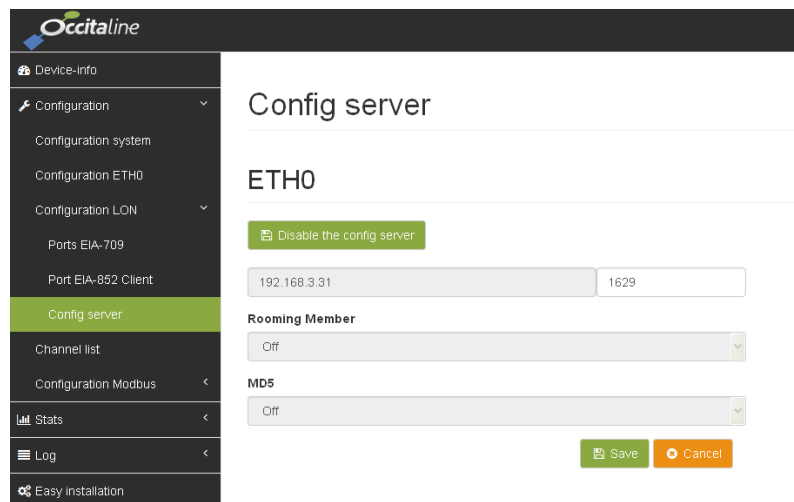 Occitaline
Device-info
Configuration
Configuration system
Configuration ETH0
Configuration LON
Ports EIA-709
Port EIA-852 Client
Config server
Channel list
Configuration Modbus
Stats
Log
Easy installation
Config server
ETH0
Disable the config server
192.168.3.31 1629
Rooming Member
Off
MD5
Off
Save Cancel